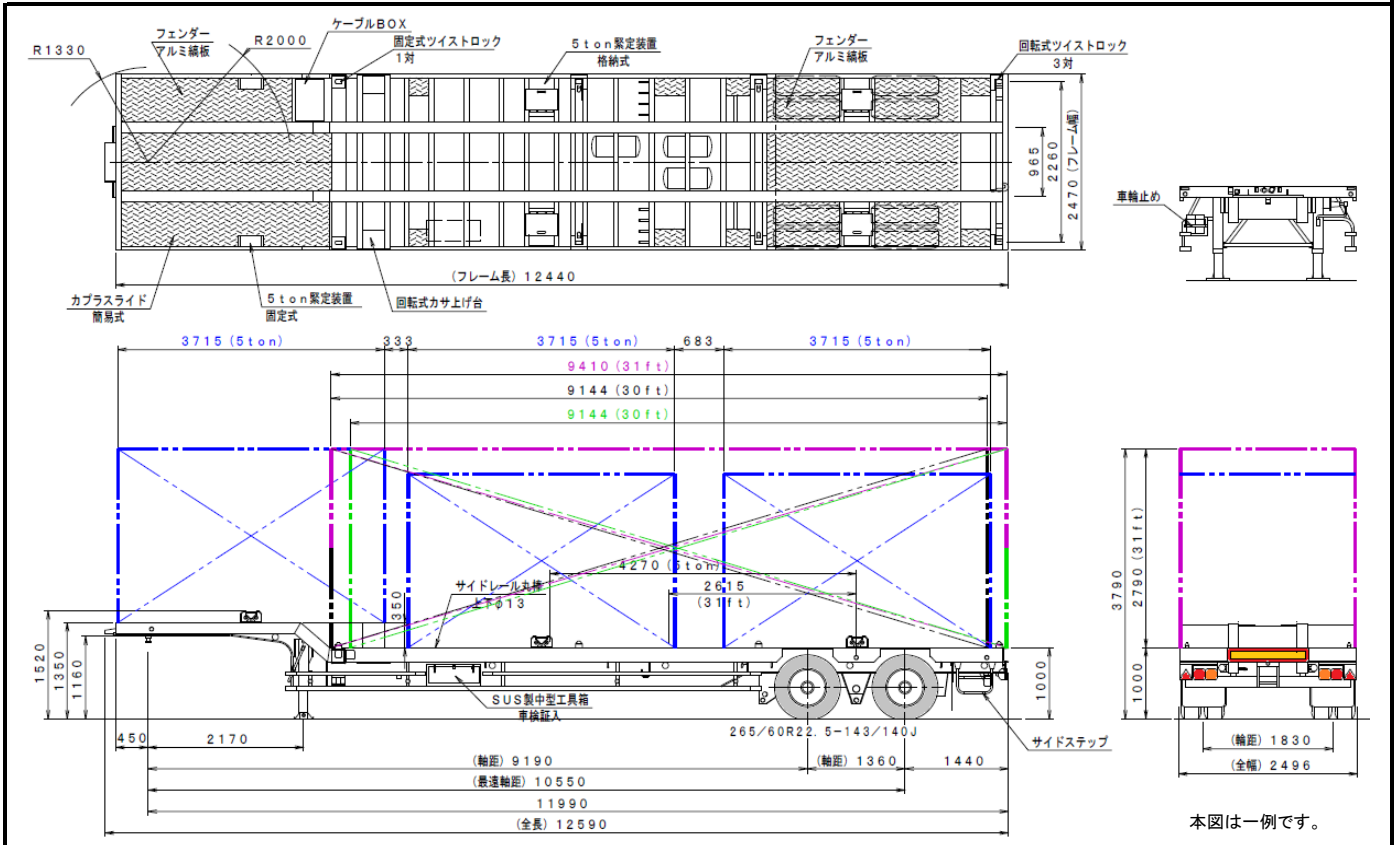 ケーブルBOX
フェンダー
アルミ縞板
R1330
R2000
固定式ツイストロック
1対
5ton緊定装置
格納式
フェンダー
アルミ縞板
回転式ツイストロック
3対
965
2260
2470(フレーム幅)
車輪止め
(フレーム長)12440
カプラスライド
簡易式
5ton緊定装置
固定式
回転式カサ上げ台
3715(5ton)
333
3715(5ton)
683
3715(5ton)
9410(31ft)
9144(30ft)
9144(30ft)
4270(5ton)
2615
(31ft)
サイドレール丸棒
上下φ13
350
1520
1350
1160
1000
3790
2790(31ft)
1000
SUS製中型工具箱
車検証入
265/60R22.5-143/140J
サイドステップ
450
2170
(軸距)9190
(軸距)1360
1440
(最遠軸距)10550
11990
(全長)12590
(輪距)1830
(全幅)2496
本図は一例です。